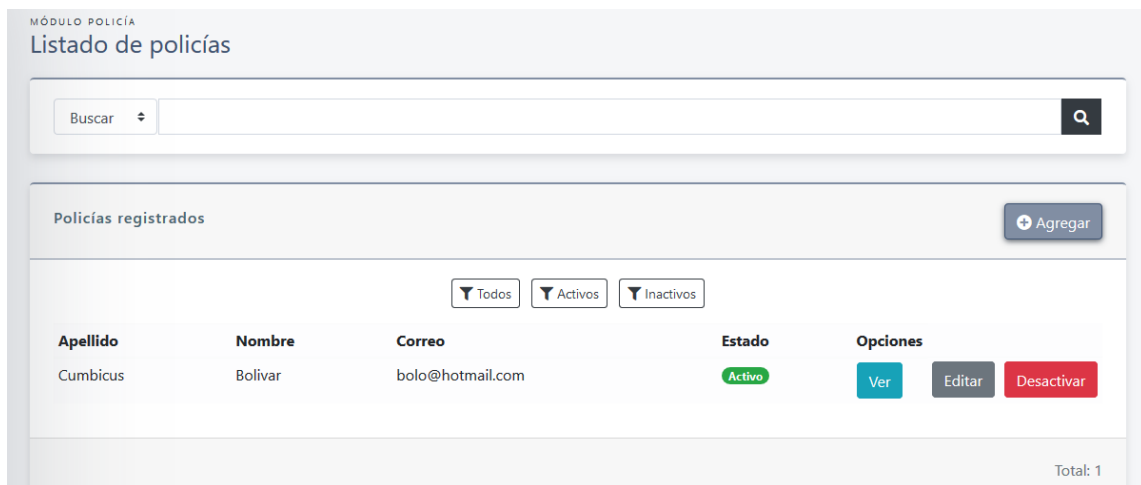 MÓDULO POLICÍA
Listado de policías
Buscar
Policías registrados
Agregar
Todos Activos Inactivos
Apellido Nombre Correo Estado Opciones
Cumbicus Bolivar bolo@hotmail.com Activo Ver Editar Desactivar
Total: 1